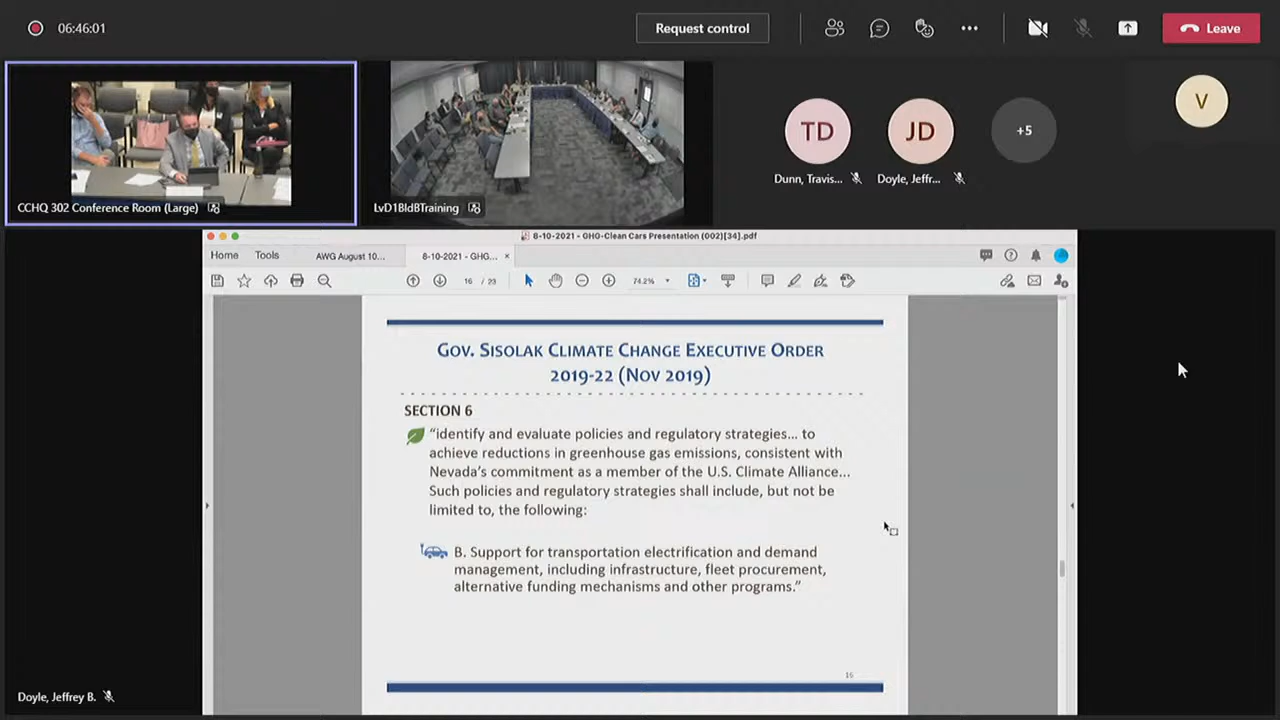 06:46:01
Request control
Leave
CCHQ 302 Conference Room (Large)
LvD1BldBTraining
TD
JD
+5
V
Dunn, Travis...
Doyle, Jeffr...
8-10-2021 - GHG-Clean Cars Presentation (002)[34].pdf
Home
Tools
AWG August 10...
8-10-2021 - GHG... ×
16 / 23
74.2%
GOV. SISOLAK CLIMATE CHANGE EXECUTIVE ORDER
2019-22 (NOV 2019)
SECTION 6
“identify and evaluate policies and regulatory strategies... to
achieve reductions in greenhouse gas emissions, consistent with
Nevada’s commitment as a member of the U.S. Climate Alliance...
Such policies and regulatory strategies shall include, but not be
limited to, the following:
B. Support for transportation electrification and demand
management, including infrastructure, fleet procurement,
alternative funding mechanisms and other programs.”
16
Doyle, Jeffrey B.